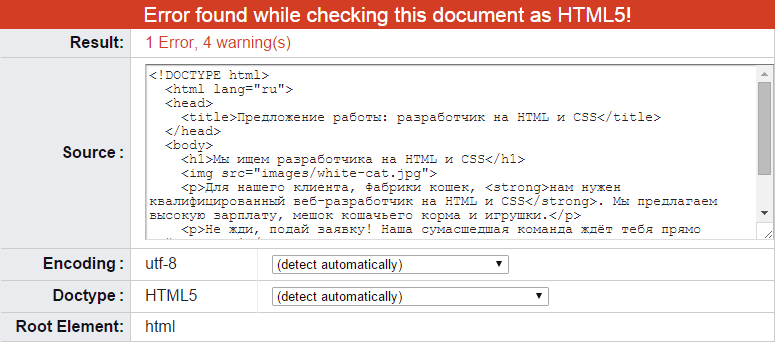 Error found while checking this document as HTML5!
Result: 1 Error, 4 warning(s)
Source :
<!DOCTYPE html>
<html lang="ru">
<head>
<title>Предложение работы: разработчик на HTML и CSS</title>
</head>
<body>
<h1>Мы ищем разработчика на HTML и CSS</h1>
<img src="images/white-cat.jpg">
<p>Для нашего клиента, Фабрики кошек, <strong>нам нужен
квалифицированный веб-разработчик на HTML и CSS</strong>. Мы предлагаем
высокую зарплату, мешок кошачьего корма и игрушки.</p>
<p>Не жди, подай заявку! Наша сумасшедшая команда ждёт тебя прямо
Encoding : utf-8 (detect automatically)
Doctype : HTML5 (detect automatically)
Root Element: html